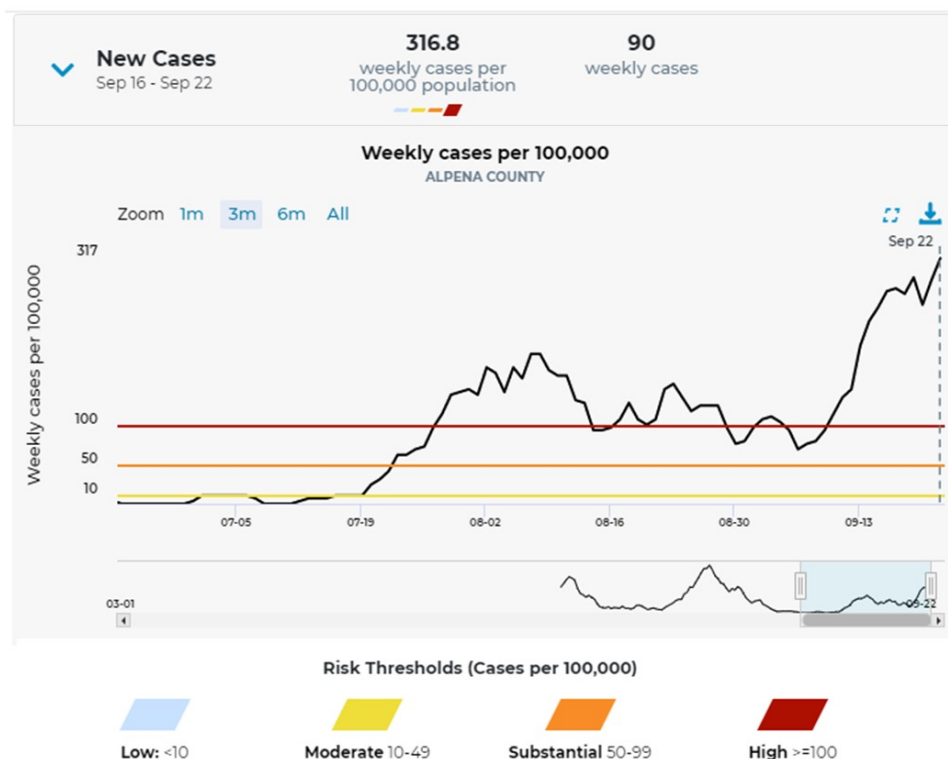 New Cases
Sep 16 - Sep 22
316.8
weekly cases per
100,000 population
90
weekly cases
Weekly cases per 100,000
ALPENA COUNTY
Zoom 1m 3m 6m All
Sep 22
317
100
50
10
Weekly cases per 100,000
07-05 07-19 08-02 08-16 08-30 09-13
03-01
09-22
Risk Thresholds (Cases per 100,000)
Low: <10 Moderate 10-49 Substantial 50-99 High >=100